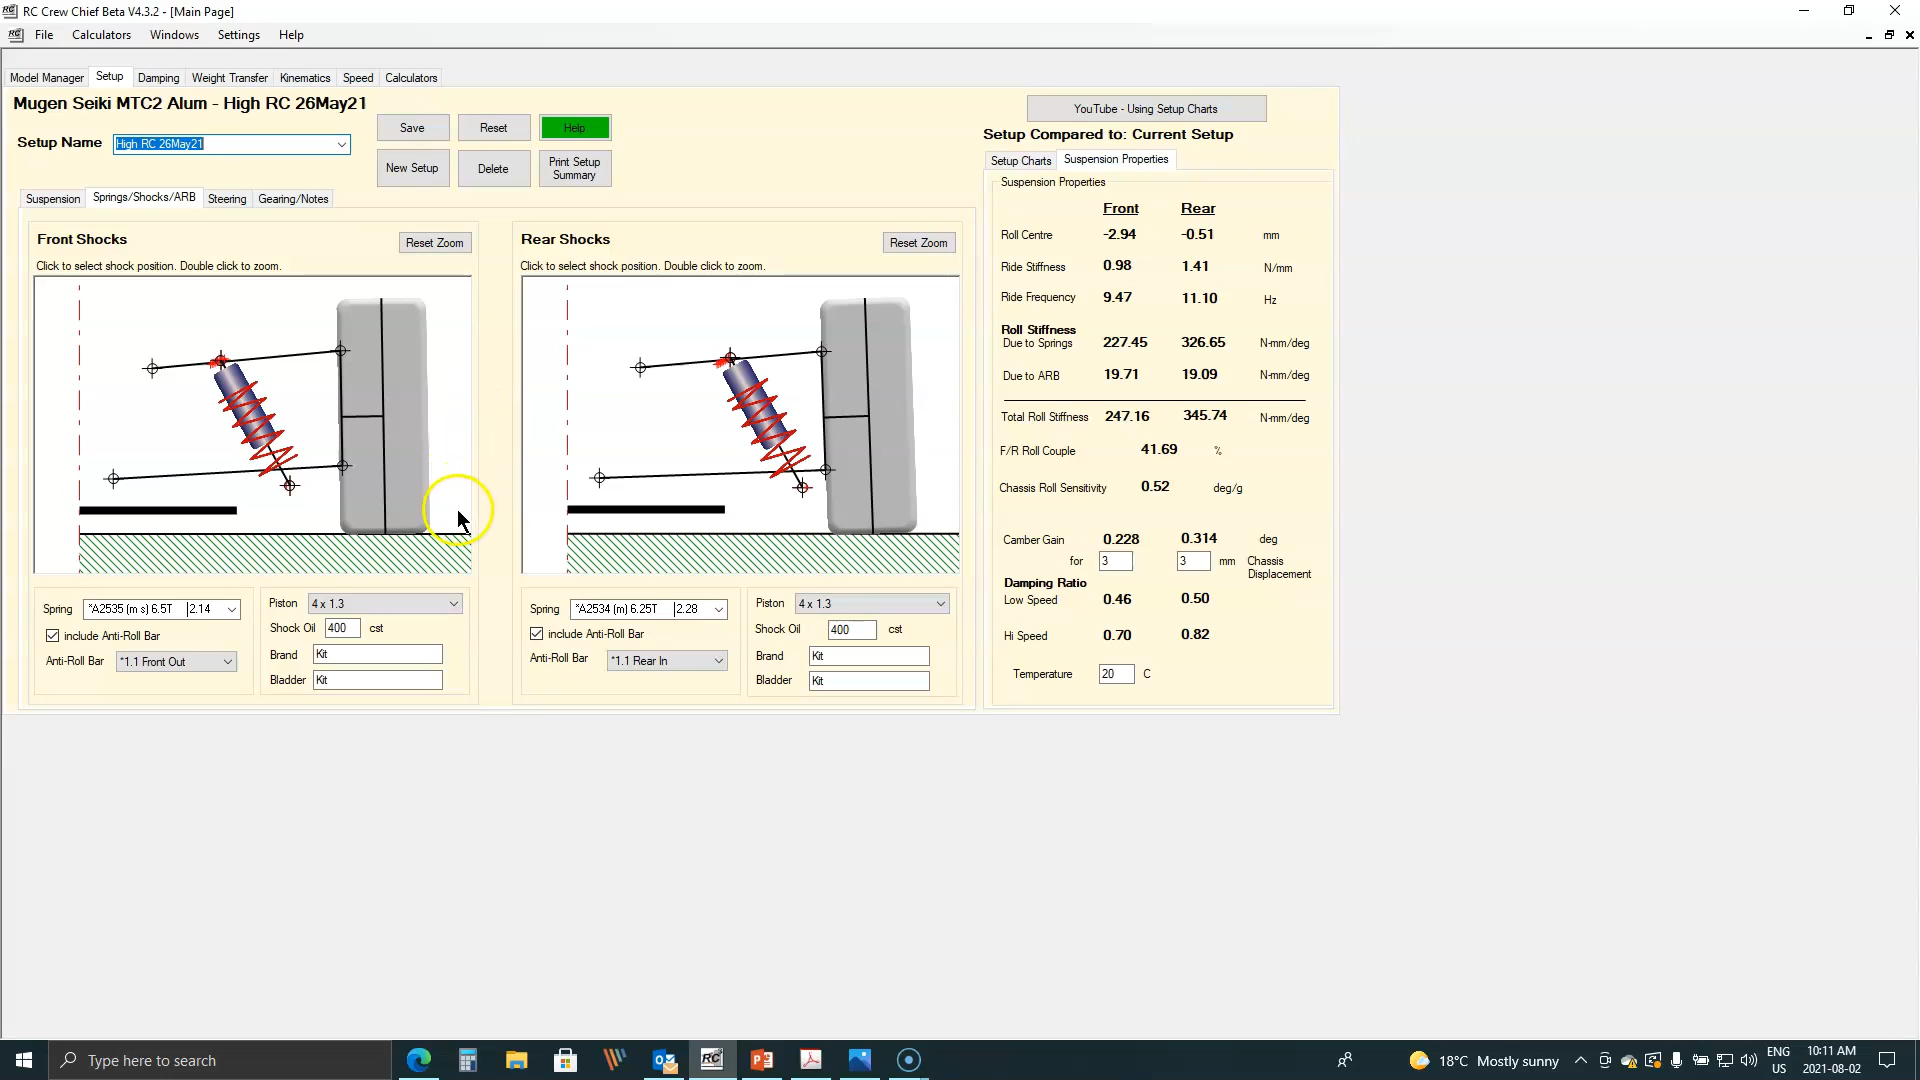 RC Crew Chief Beta V4.3.2 - [Main Page]
File Calculators Windows Settings Help
Model Manager Setup Damping Weight Transfer Kinematics Speed Calculators
Mugen Seiki MTC2 Alum - High RC 26May21
Setup Name High RC 26May21
Save Reset Help
New Setup Delete Print Setup Summary
Suspension Springs/Shocks/ARB Steering Gearing/Notes
Front Shocks Reset Zoom
Click to select shock position. Double click to zoom.
Spring *A2535 (m s) 6.5T |2.14
include Anti-Roll Bar
Anti-Roll Bar *1.1 Front Out
Piston 4 x 1.3
Shock Oil 400 cst
Brand Kit
Bladder Kit
Rear Shocks Reset Zoom
Click to select shock position. Double click to zoom.
Spring *A2534 (m) 6.25T |2.28
include Anti-Roll Bar
Anti-Roll Bar *1.1 Rear In
Piston 4 x 1.3
Shock Oil 400 cst
Brand Kit
Bladder Kit
YouTube - Using Setup Charts
Setup Compared to: Current Setup
Setup Charts Suspension Properties
Suspension Properties
Front Rear
Roll Centre -2.94 -0.51 mm
Ride Stiffness 0.98 1.41 N/mm
Ride Frequency 9.47 11.10 Hz
Roll Stiffness
Due to Springs 227.45 326.65 N-mm/deg
Due to ARB 19.71 19.09 N-mm/deg
Total Roll Stiffness 247.16 345.74 N-mm/deg
F/R Roll Couple 41.69 %
Chassis Roll Sensitivity 0.52 deg/g
Camber Gain 0.228 0.314 deg
for 3 3 mm Chassis
Displacement
Damping Ratio
Low Speed 0.46 0.50
Hi Speed 0.70 0.82
Temperature 20 C
Type here to search
18°C Mostly sunny
ENG
US
10:11 AM
2021-08-02